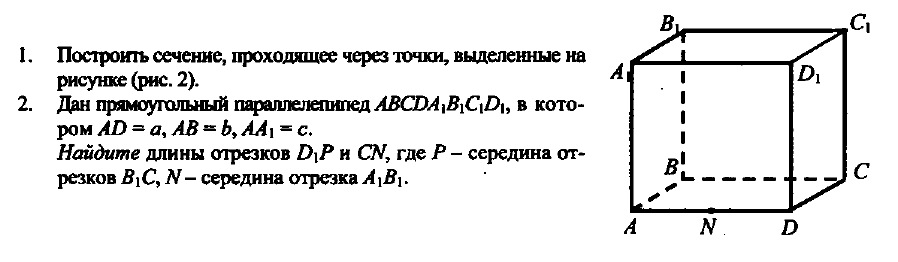 1. Построить сечение, проходящее через точки, выделенные на
рисунке (рис. 2).
2. Дан прямоугольный параллелепипед ABCDA₁B₁C₁D₁, в кото-
ром AD = a, AB = b, AA₁ = c.
Найдите длины отрезков D₁P и CN, где P – середина от-
резков B₁C, N – середина отрезка A₁B₁.
B₁ C₁
A₁ D₁
B C
A N D